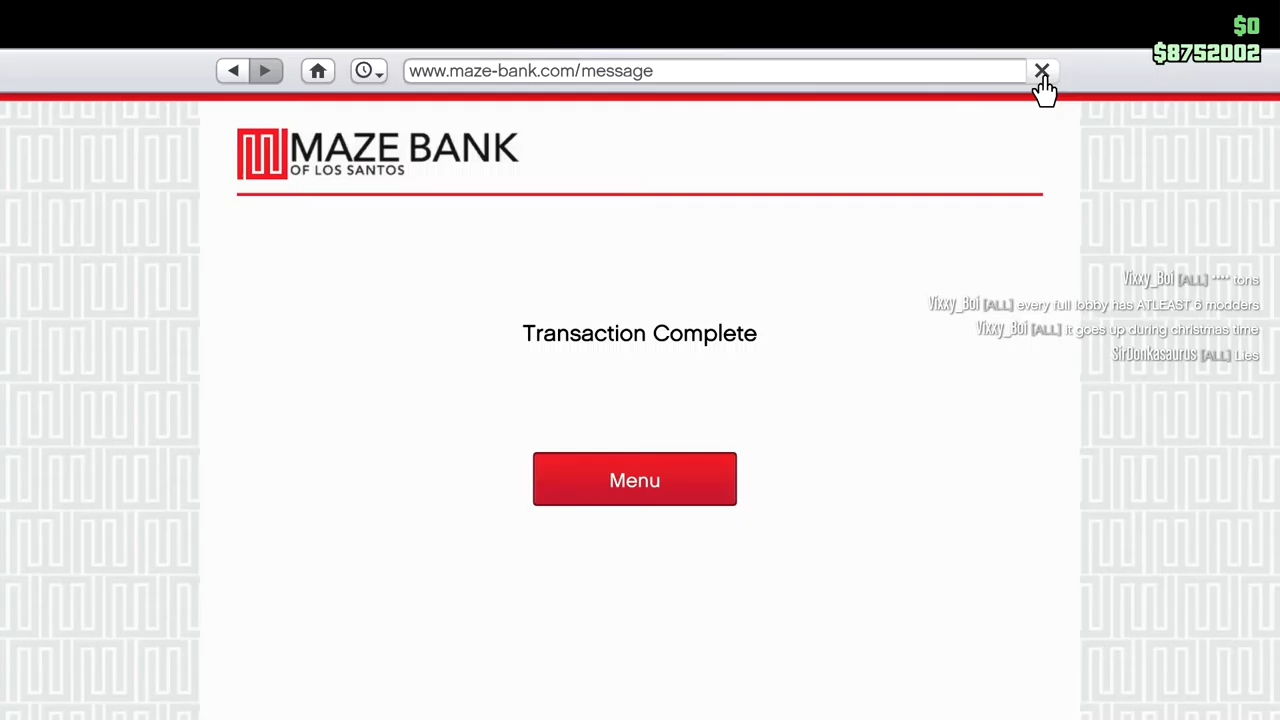 $0
$8752002
www.maze-bank.com/message
MAZE BANK
OF LOS SANTOS
Vixxy_Boi [ALL] **** tons
Vixxy_Boi [ALL] every full lobby has ATLEAST 6 modders
Vixxy_Boi [ALL] it goes up during christmas time
SirDonkasaurus [ALL] Lies
Transaction Complete
Menu